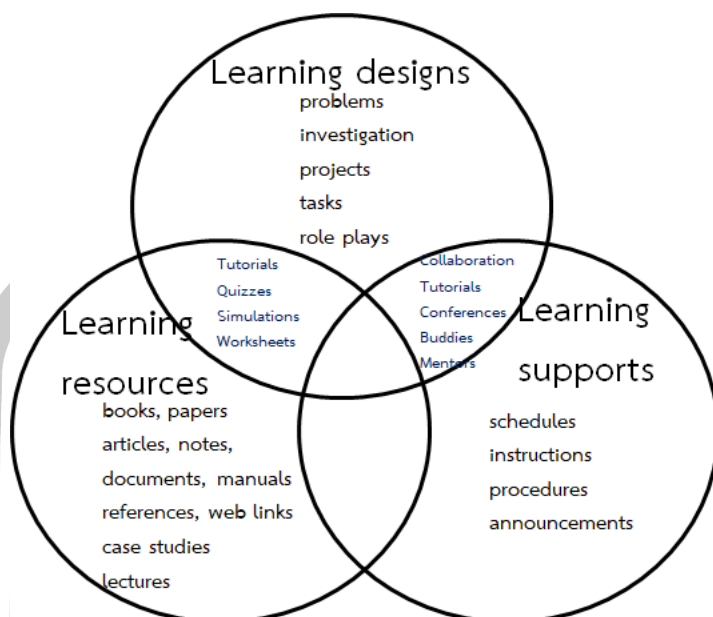 Learning designs
problems
investigation
projects
tasks
role plays
Tutorials
Quizzes
Simulations
Worksheets
Collaboration
Tutorials
Conferences
Buddies
Mentors
Learning
resources
books, papers
articles, notes,
documents, manuals
references, web links
case studies
lectures
Learning
supports
schedules
instructions
procedures
announcements